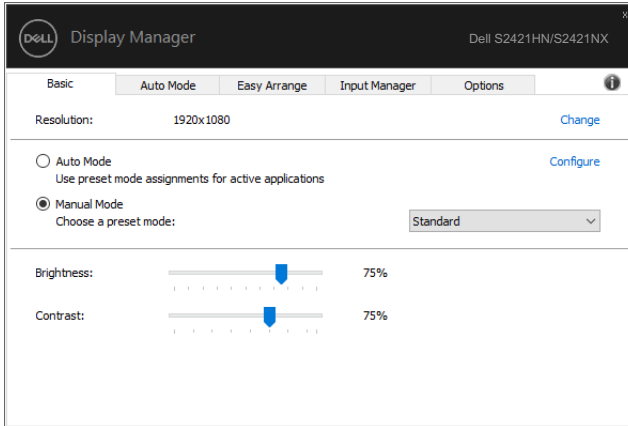 x
DELL Display Manager Dell S2421HN/S2421NX
Basic Auto Mode Easy Arrange Input Manager Options i
Resolution: 1920x1080 Change
Auto Mode Configure
Use preset mode assignments for active applications
Manual Mode
Choose a preset mode: Standard
Brightness: 75%
Contrast: 75%